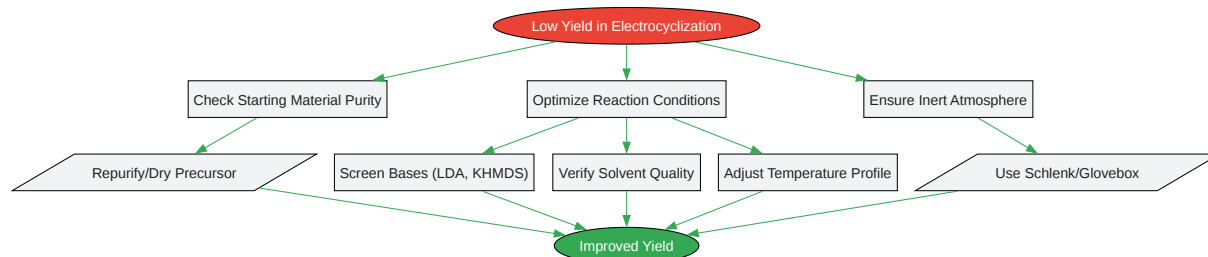 Low Yield in Electrocyclization
Check Starting Material Purity
Optimize Reaction Conditions
Ensure Inert Atmosphere
Repurify/Dry Precursor
Screen Bases (LDA, KHMDS)
Verify Solvent Quality
Adjust Temperature Profile
Use Schlenk/Glovebox
Improved Yield